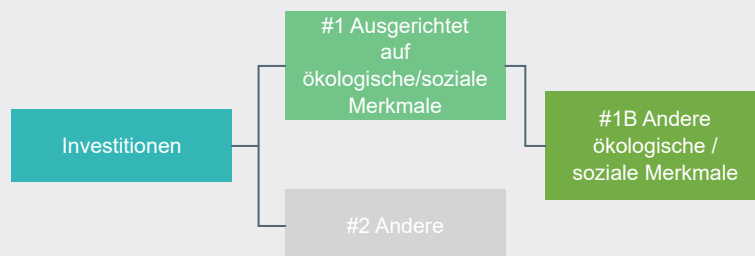 #1 Ausgerichtet
auf
ökologische/soziale
Merkmale
Investitionen
#1B Andere
ökologische /
soziale Merkmale
#2 Andere